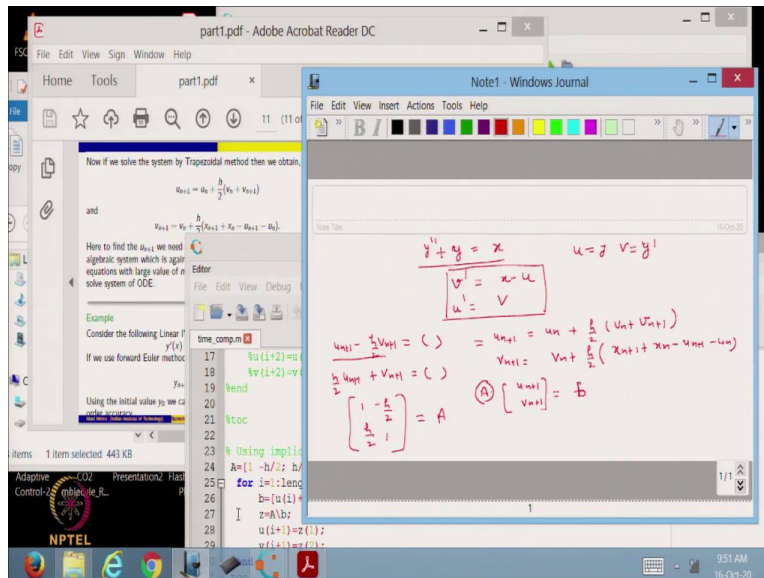 part1.pdf - Adobe Acrobat Reader DC
File Edit View Sign Window Help
Home Tools part1.pdf x
11 (11 of
Now if we solve the system by Trapezoidal method then we obtain,
u_{n+1} = u_n + h/2 (v_n + v_{n+1})
and
v_{n+1} = v_n + h/2 (x_{n+1} + x_n - u_{n+1} - u_n).
Here to find the u_{n+1} we need
algebraic system which is again
equations with large value of n
solve system of ODE.
Example
Consider the following Linear I
y'(x)
If we use forward Euler method
y_{n+
Using the initial value y_0 we ca
order accuracy
File
opy
items 1 item selected 443 KB
Editor
File Edit View Debug
time_comp.m
17 %u(i+2)=u(
18 %v(i+2)=v(
19 %end
20
21 %toc
22
23 % Using implic
24 A=[1 -h/2; h/
25 for i=1:leng
26 b=[u(i)+
27 z=A\b;
28 u(i+1)=z(1);
29 v(i+1)=z(2);
Note1 - Windows Journal
File Edit View Insert Actions Tools Help
B I
Note Title
16-Oct-20
y'' + y = x u = y v = y'
v' = x - u
u' = v
u_{n+1} - h/2 v_{n+1} = ( ) = u_{n+1} = u_n + h/2 (v_n + v_{n+1})
h/2 u_{n+1} + v_{n+1} = ( ) v_{n+1} = v_n + h/2 (x_{n+1} + x_n - u_{n+1} - u_n)
[1 -h/2
h/2 1] = A
A [u_{n+1}
v_{n+1}] = b
1/1
1
Adaptive CO2 Presentation2 Flas
Control-2 mblecule_R...
NPTEL
9:51 AM
16-Oct-20